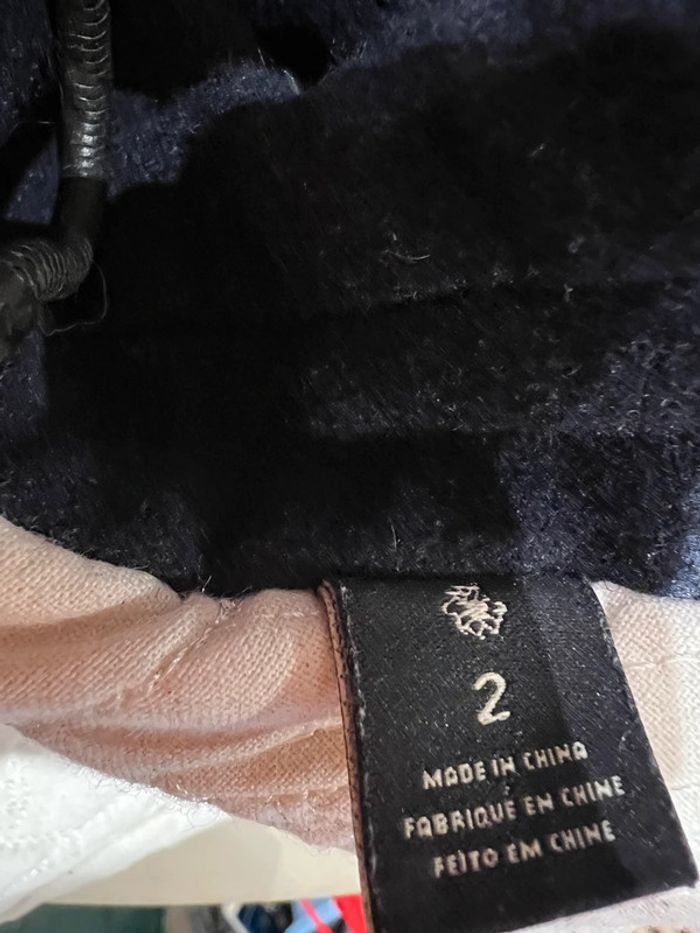 2
MADE IN CHINA
FABRIQUE EN CHINE
FEITO EM CHINE